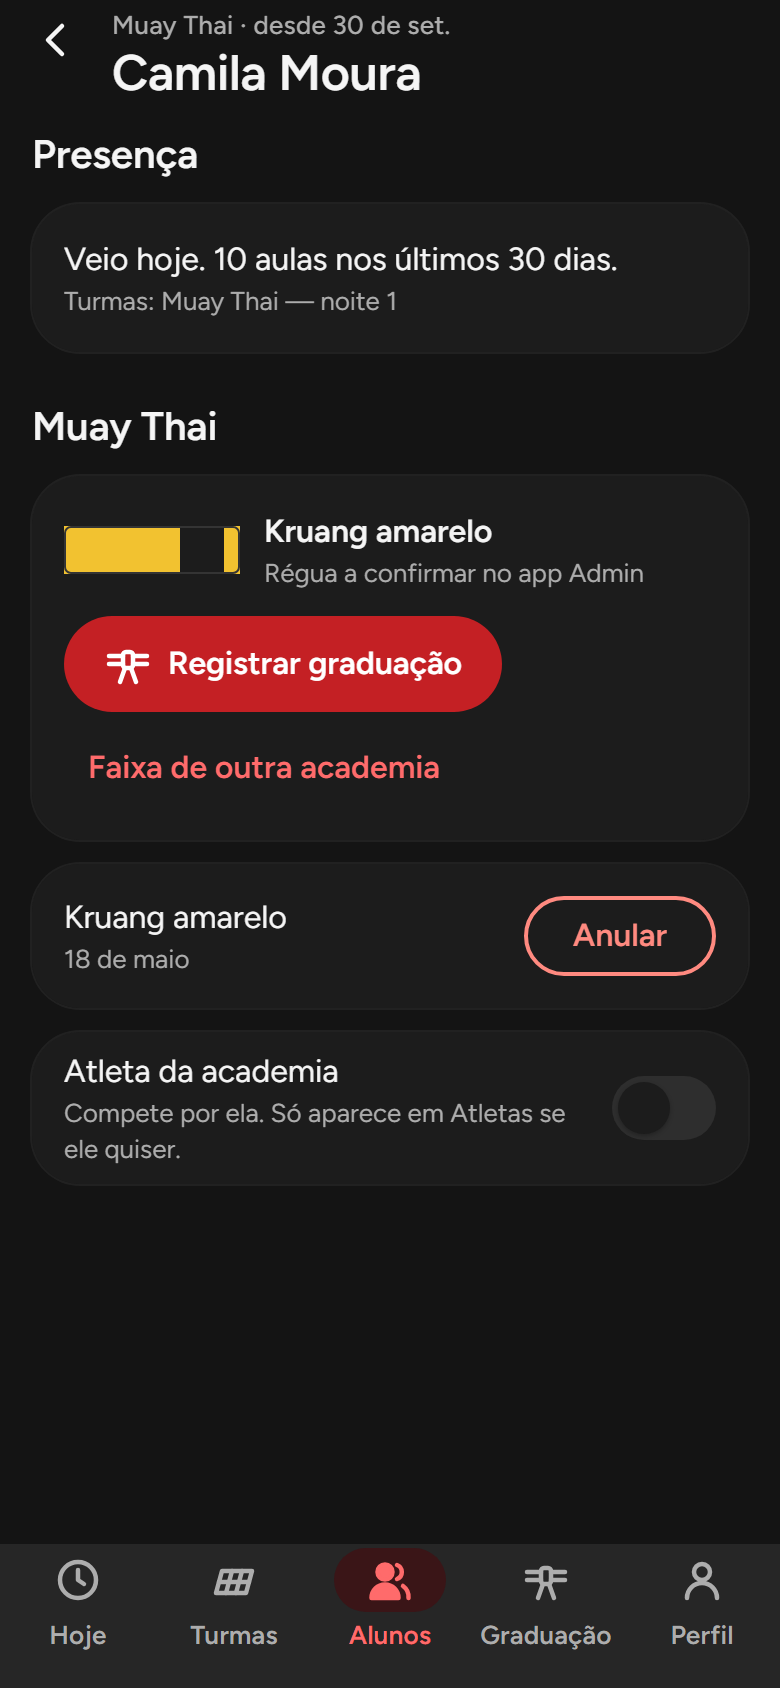 Muay Thai · desde 30 de set.
Camila Moura
Presença
Veio hoje. 10 aulas nos últimos 30 dias.
Turmas: Muay Thai — noite 1
Muay Thai
Kruang amarelo
Régua a confirmar no app Admin
Registrar graduação
Faixa de outra academia
Kruang amarelo
18 de maio
Anular
Atleta da academia
Compete por ela. Só aparece em Atletas se
ele quiser.
Hoje
Turmas
Alunos
Graduação
Perfil